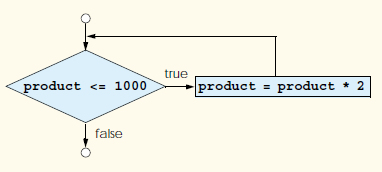 true
product <= 1000
product = product * 2
false